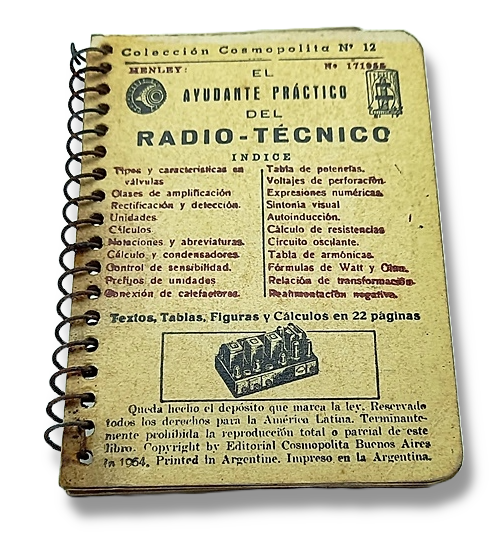 Colección Cosmopolita Nº 12
HENLEY: Nº 171955
EL
AYUDANTE PRÁCTICO
DEL
RADIO-TÉCNICO
INDICE
Tipos y características en
válvulas
Clases de amplificación
Rectificación y detección.
Unidades
Cálculos
Notaciones y abreviaturas.
Cálculo y condensadores.
Control de sensibilidad.
Prefijos de unidades
Conexión de calefactores.
Tabla de potencias.
Voltajes de perforación.
Expresiones numéricas.
Sintonía visual
Autoinducción.
Cálculo de resistencias
Circuito oscilante.
Tabla de armónicas.
Fórmulas de Watt y Ohm.
Relación de transformación.
Realimentación negativa.
Textos, Tablas, Figuras y Cálculos en 22 páginas
Queda hecho el depósito que marca la ley. Reservado
todos los derechos para la América Latina. Terminante-
mente prohibida la reproducción total o parcial de este
libro. Copyright by Editorial Cosmopolita Buenos Aires
in 1954. Printed in Argentine. Impreso en la Argentina.